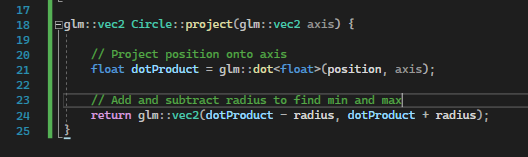 17
18 glm::vec2 Circle::project(glm::vec2 axis) {
19
20 // Project position onto axis
21 float dotProduct = glm::dot<float>(position, axis);
22
23 // Add and subtract radius to find min and max
24 return glm::vec2(dotProduct - radius, dotProduct + radius);
25 }